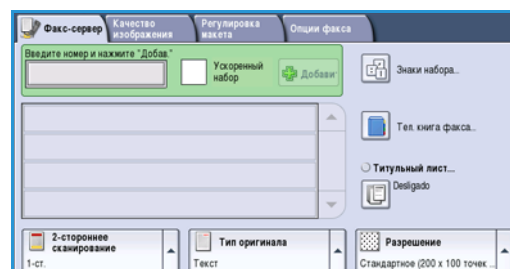 Факс-сервер
Качество
изображения
Регулировка
макета
Опции факса
Введите номер и нажмите "Добав."
Ускоренный
набор
Добавит
Знаки набора...
Тел. книга факса...
Титульный лист...
Desligado
2-стороннее
сканирование
1-ст.
Тип оригинала
Текст
Разрешение
Стандартное (200 x 100 точек ...